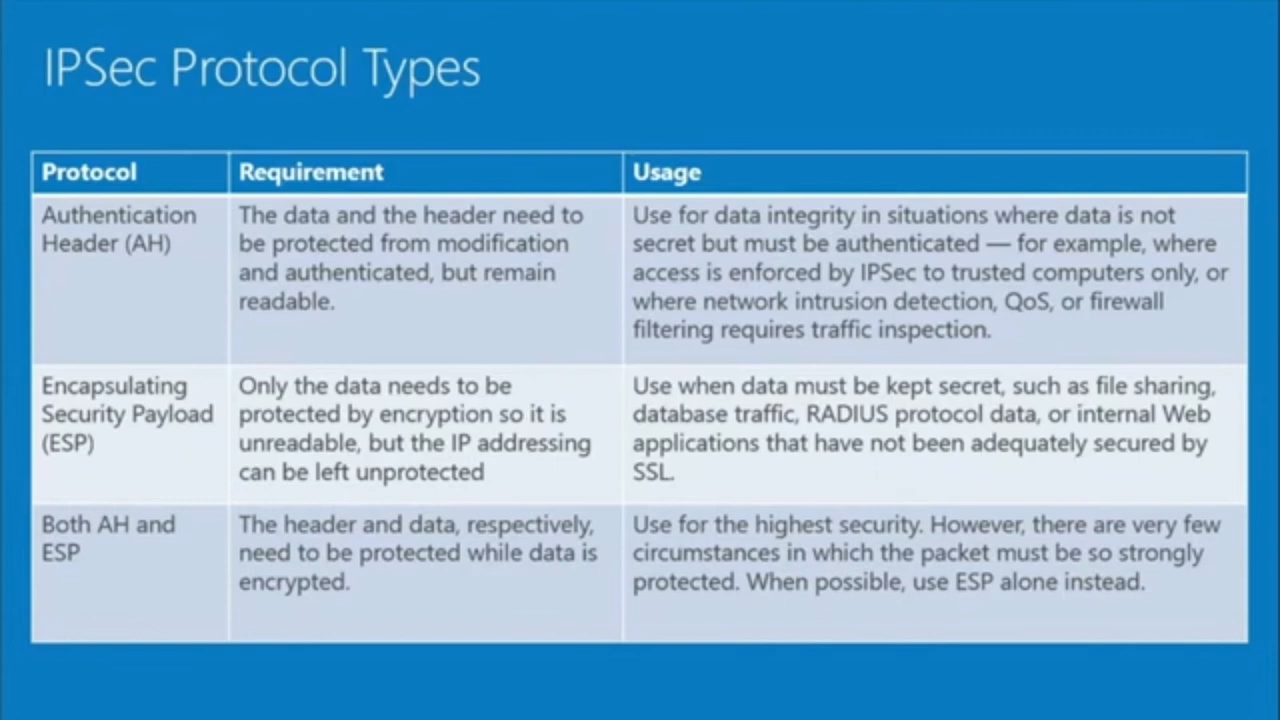 IPSec Protocol Types
Protocol
Requirement
Usage
Authentication
Header (AH)
The data and the header need to
be protected from modification
and authenticated, but remain
readable.
Use for data integrity in situations where data is not
secret but must be authenticated — for example, where
access is enforced by IPSec to trusted computers only, or
where network intrusion detection, QoS, or firewall
filtering requires traffic inspection.
Encapsulating
Security Payload
(ESP)
Only the data needs to be
protected by encryption so it is
unreadable, but the IP addressing
can be left unprotected
Use when data must be kept secret, such as file sharing,
database traffic, RADIUS protocol data, or internal Web
applications that have not been adequately secured by
SSL.
Both AH and
ESP
The header and data, respectively,
need to be protected while data is
encrypted.
Use for the highest security. However, there are very few
circumstances in which the packet must be so strongly
protected. When possible, use ESP alone instead.